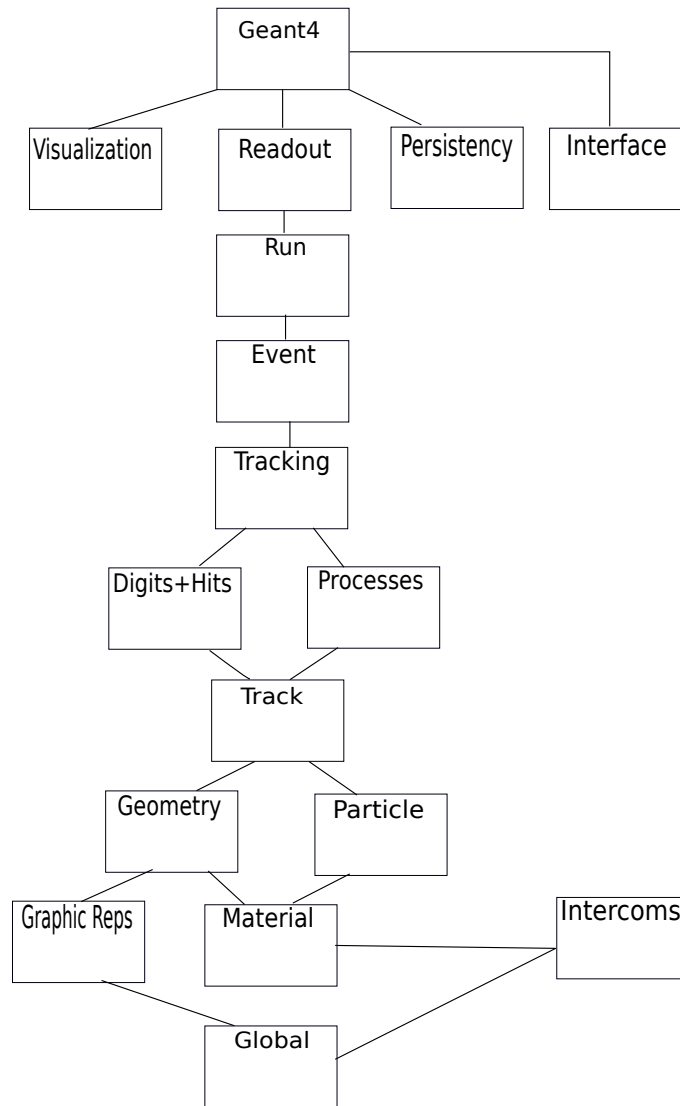 Geant4
Visualization
Readout
Persistency
Interface
Run
Event
Tracking
Digits+Hits
Processes
Track
Geometry
Particle
Graphic Reps
Material
Intercoms
Global